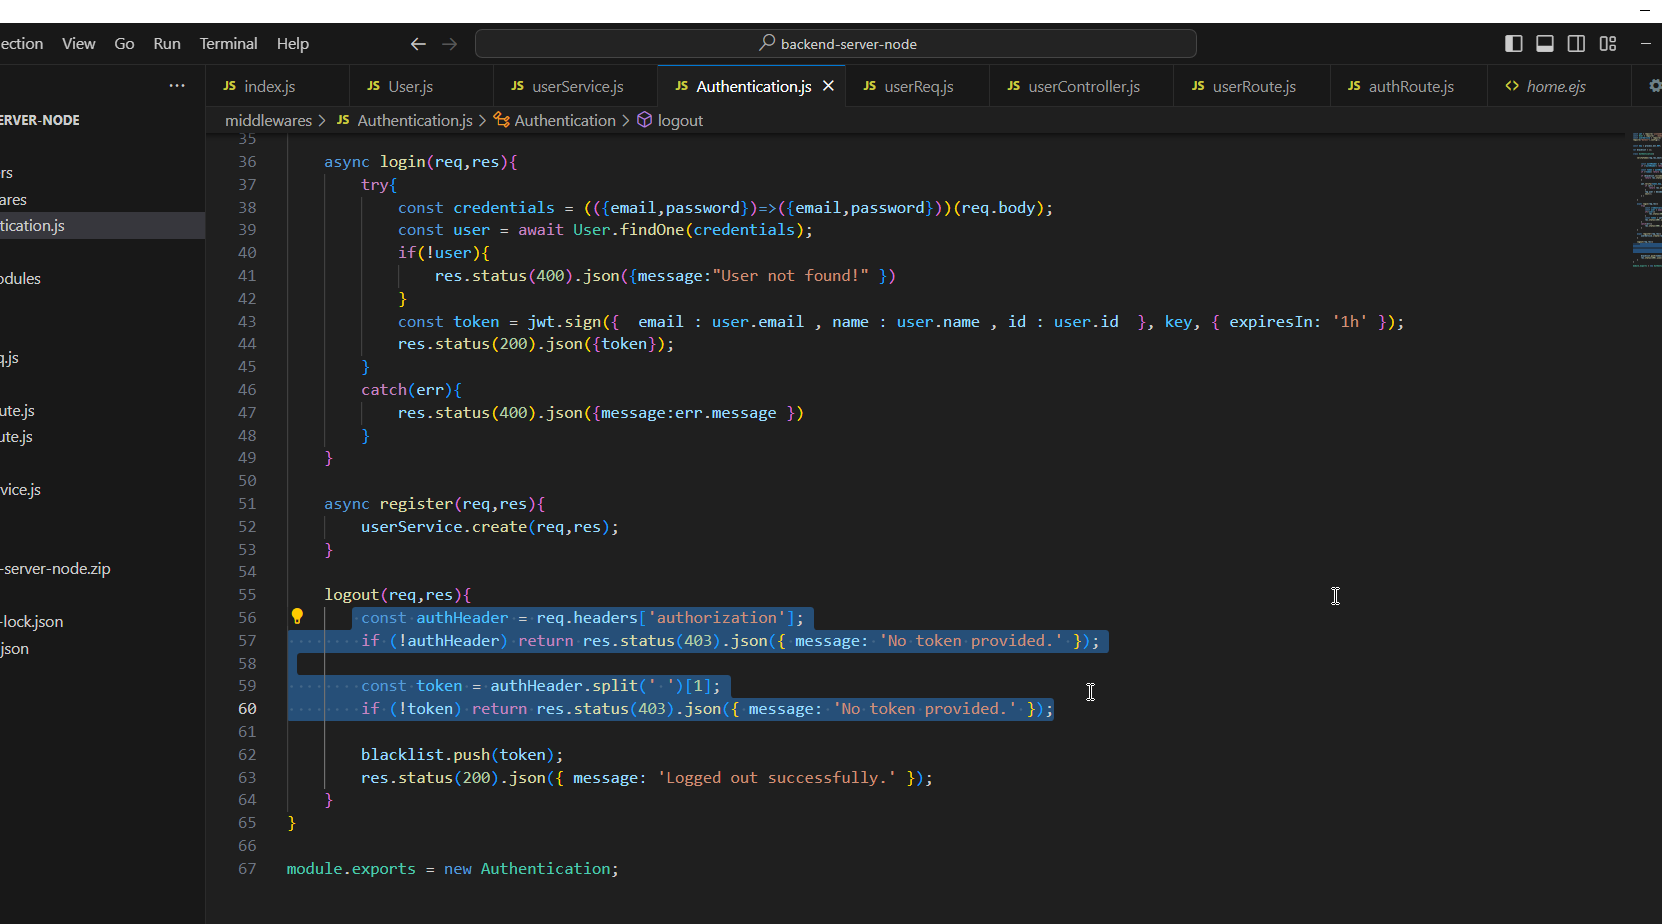 ection View Go Run Terminal Help
backend-server-node
index.js User.js userService.js Authentication.js userReq.js userController.js userRoute.js authRoute.js home.ejs
ERVER-NODE
middlewares > JS Authentication.js > Authentication > logout
rs
ares
tication.js
odules
q.js
ute.js
ute.js
vice.js
-server-node.zip
-lock.json
json
35
36 async login(req,res){
37 try{
38 const credentials = (({email,password})=>({email,password}))(req.body);
39 const user = await User.findOne(credentials);
40 if(!user){
41 res.status(400).json({message:"User not found!" })
42 }
43 const token = jwt.sign({  email : user.email , name : user.name , id : user.id  }, key, { expiresIn: '1h' });
44 res.status(200).json({token});
45 }
46 catch(err){
47 res.status(400).json({message:err.message })
48 }
49 }
50
51 async register(req,res){
52 userService.create(req,res);
53 }
54
55 logout(req,res){
56 const authHeader = req.headers['authorization'];
57 if (!authHeader) return res.status(403).json({ message: 'No token provided.' });
58
59 const token = authHeader.split(' ')[1];
60 if (!token) return res.status(403).json({ message: 'No token provided.' });
61
62 blacklist.push(token);
63 res.status(200).json({ message: 'Logged out successfully.' });
64 }
65 }
66
67 module.exports = new Authentication;